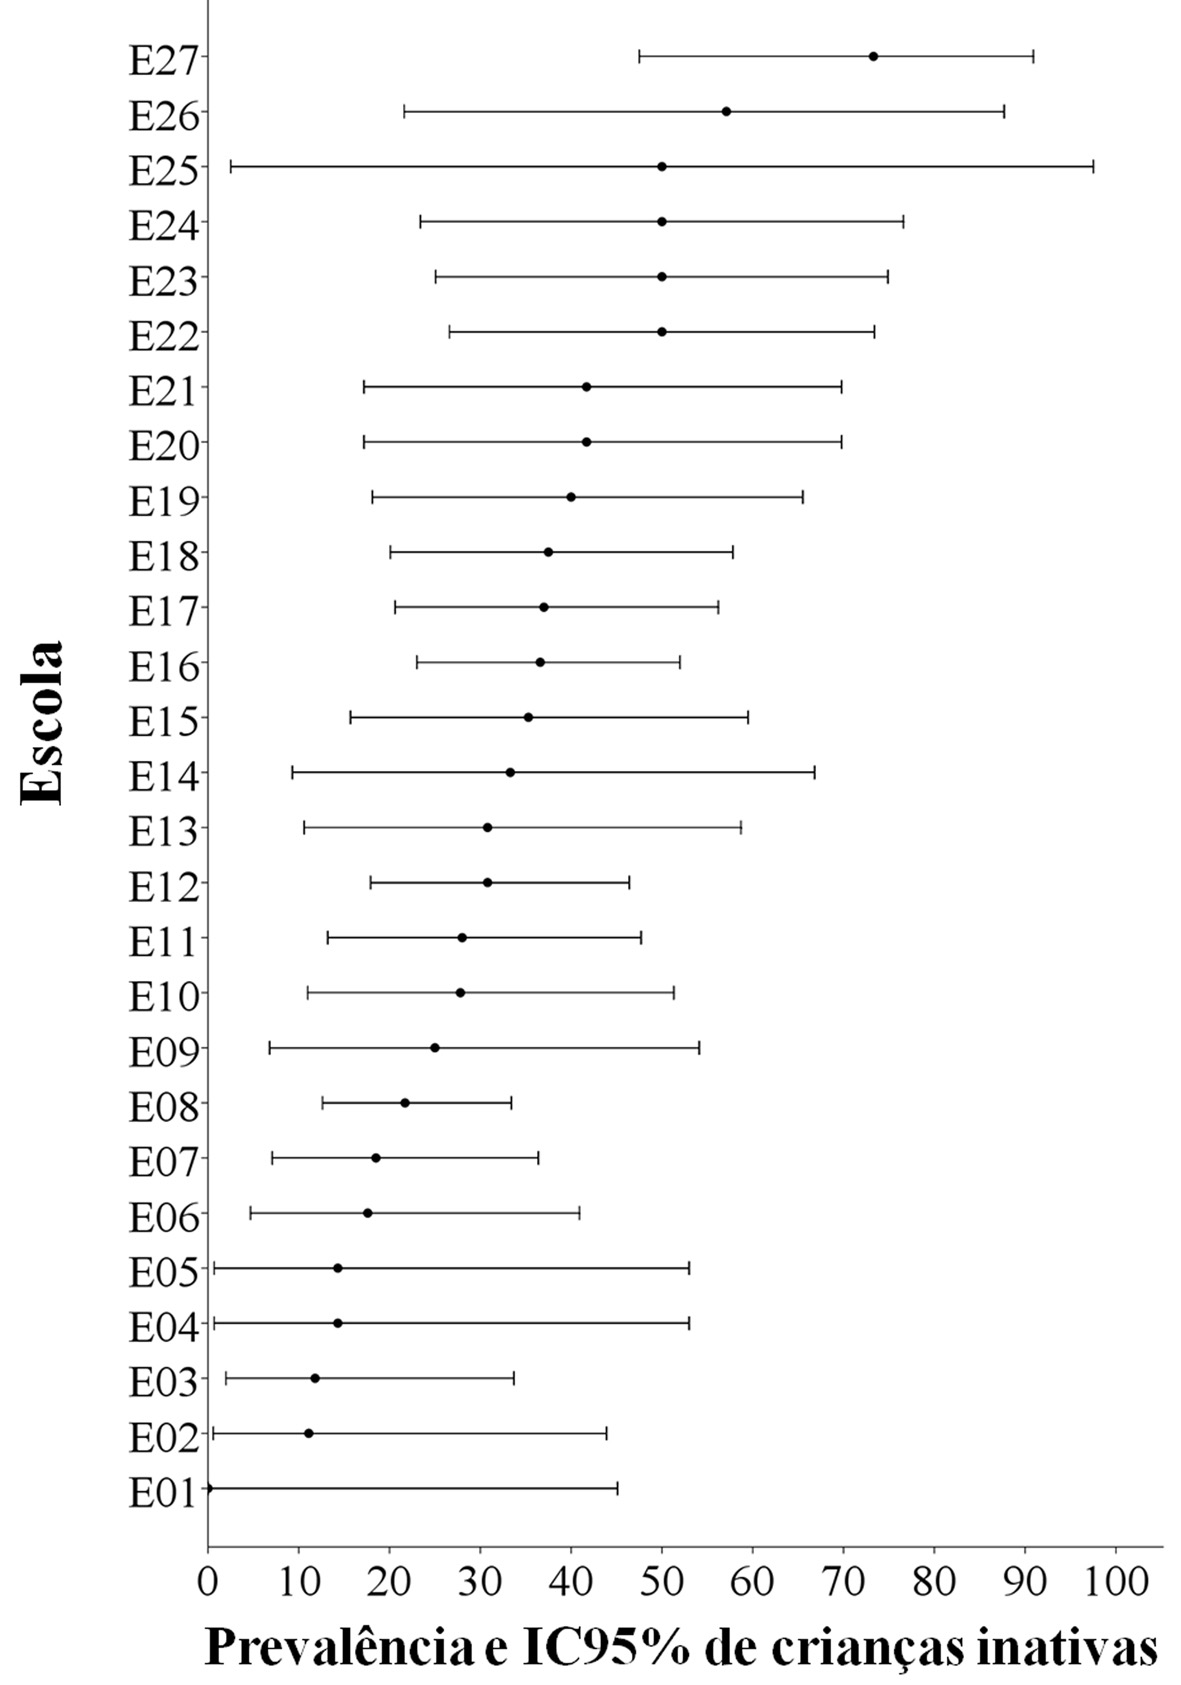 Escola
E27
E26
E25
E24
E23
E22
E21
E20
E19
E18
E17
E16
E15
E14
E13
E12
E11
E10
E09
E08
E07
E06
E05
E04
E03
E02
E01
0 10 20 30 40 50 60 70 80 90 100
Prevalência e IC95% de crianças inativas